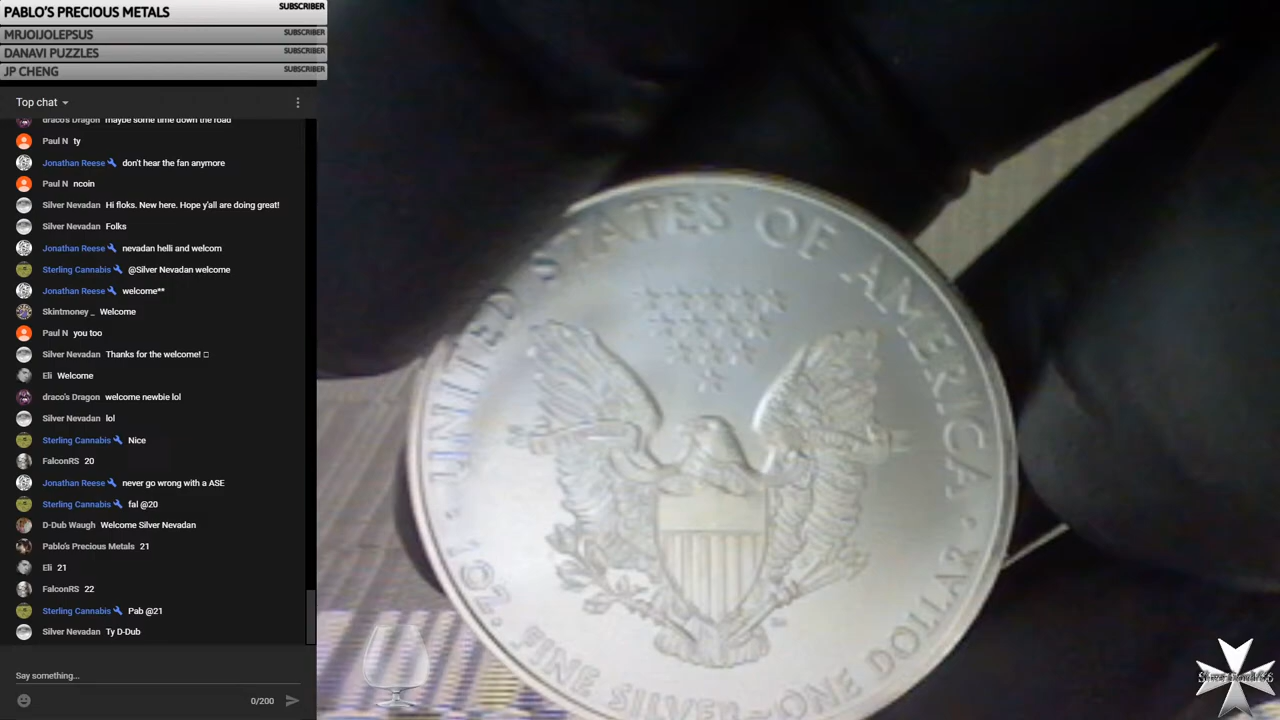 PABLO'S PRECIOUS METALS SUBSCRIBER
MRJOIJOLEPSUS SUBSCRIBER
DANAVI PUZZLES SUBSCRIBER
JP CHENG SUBSCRIBER
Top chat
draco's Dragon maybe some time down the road
Paul N ty
Jonathan Reese don't hear the fan anymore
Paul N ncoin
Silver Nevadan Hi floks. New here. Hope y'all are doing great!
Silver Nevadan Folks
Jonathan Reese nevadan helli and welcom
Sterling Cannabis @Silver Nevadan welcome
Jonathan Reese welcome**
Skintmoney _ Welcome
Paul N you too
Silver Nevadan Thanks for the welcome!
Eli Welcome
draco's Dragon welcome newbie lol
Silver Nevadan lol
Sterling Cannabis Nice
FalconRS 20
Jonathan Reese never go wrong with a ASE
Sterling Cannabis fal @20
D-Dub Waugh Welcome Silver Nevadan
Pablo's Precious Metals 21
Eli 21
FalconRS 22
Sterling Cannabis Pab @21
Silver Nevadan Ty D-Dub
Say something...
0/200
UNITED STATES OF AMERICA
1 OZ. FINE SILVER~ONE DOLLAR